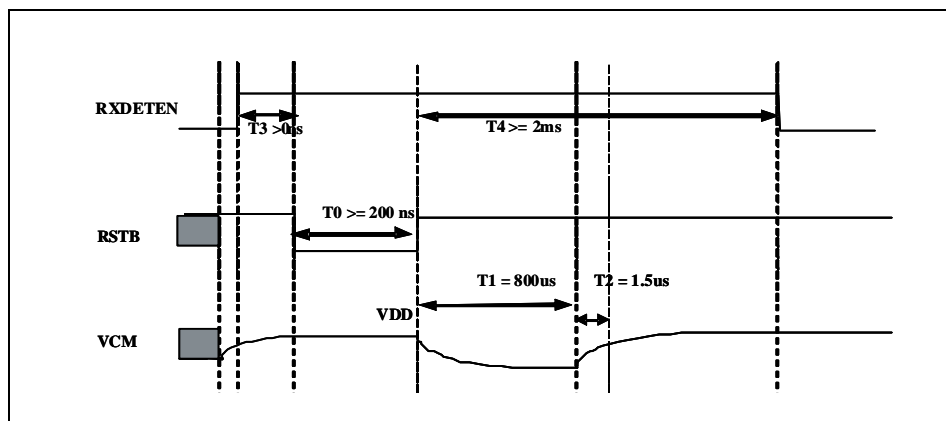 RXDETEN
T3 >0ns
T4 >= 2ms
T0 >= 200 ns
RSTB
T1 = 800us
T2 = 1.5us
VDD
VCM